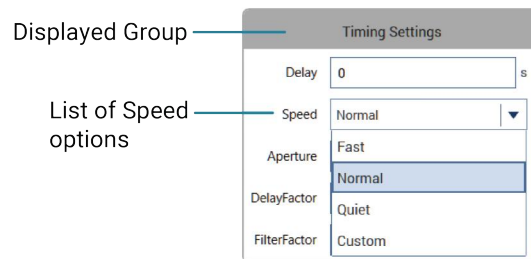 Displayed Group
Timing Settings
Delay 0 s
List of Speed options
Speed Normal
Fast
Aperture
Normal
DelayFactor
Quiet
FilterFactor
Custom